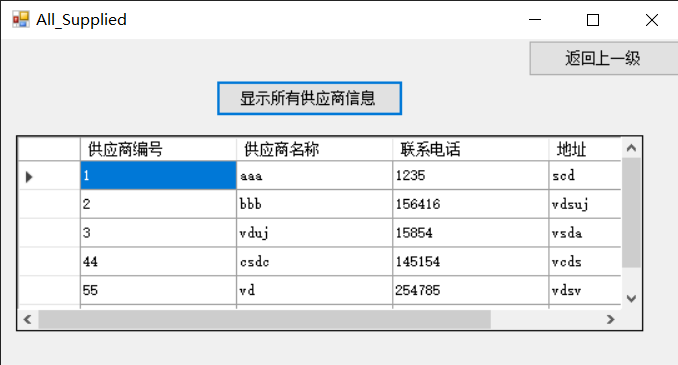 All_Supplied
返回上一级
显示所有供应商信息
供应商编号 供应商名称 联系电话 地址
1 aaa 1235 scd
2 bbb 156416 vdsuj
3 vduj 15854 vsda
44 csdc 145154 vcds
55 vd 254785 vdsv